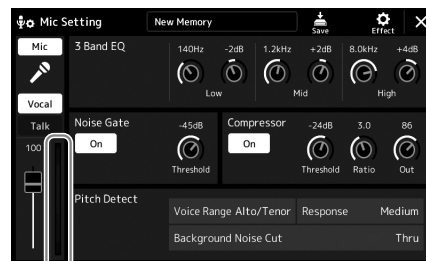 Mic Setting New Memory Save Effect
Mic 3 Band EQ 140Hz -2dB 1.2kHz +2dB 8.0kHz +4dB
Low Mid High
Vocal
Talk Noise Gate -45dB Compressor -24dB 3.0 86
100 On On
Threshold Threshold Ratio Out
Pitch Detect
Voice Range Alto/Tenor Response Medium
Background Noise Cut Thru